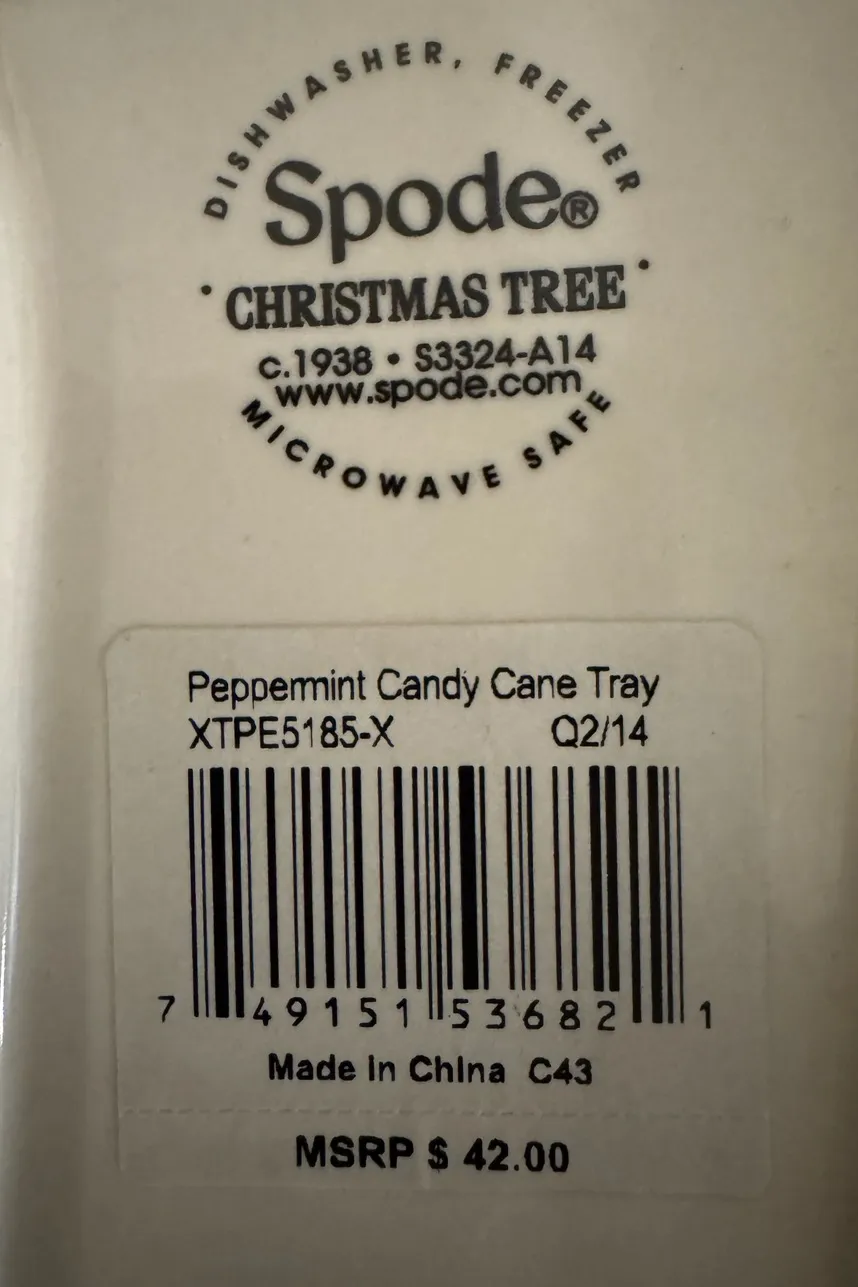 DISHWASHER, FREEZER
Spode®
• CHRISTMAS TREE •
c.1938 • S3324-A14
www.spode.com
MICROWAVE SAFE
Peppermint Candy Cane Tray
XTPE5185-X Q2/14
7 49151 53682 1
Made In China C43
MSRP $ 42.00